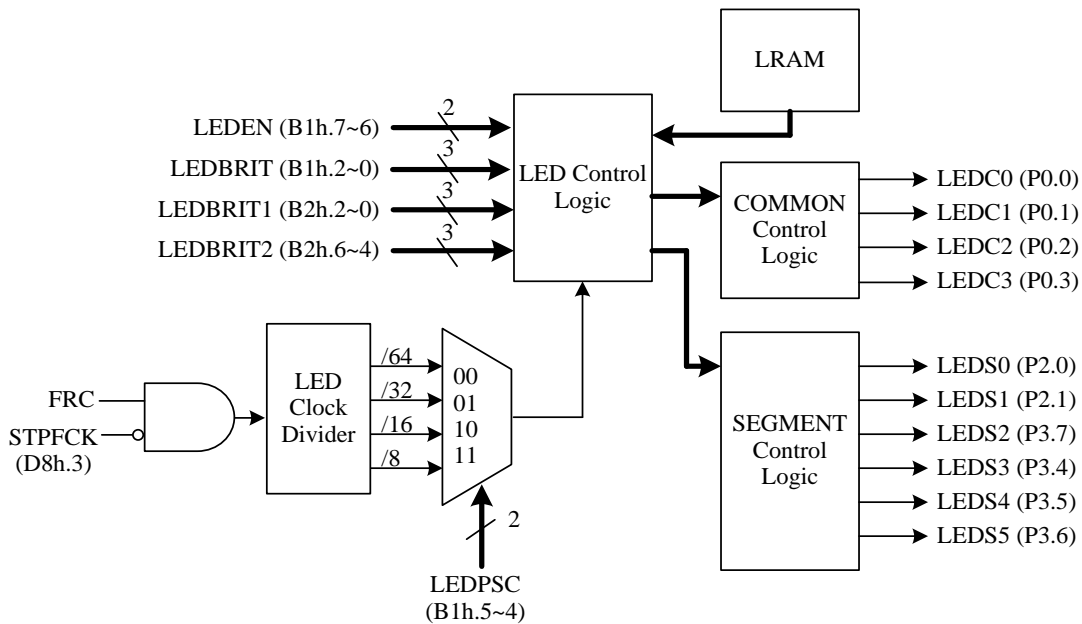 LRAM
LEDEN (B1h.7~6)
2
LEDBRIT (B1h.2~0)
3
LEDBRIT1 (B2h.2~0)
3
LEDBRIT2 (B2h.6~4)
3
LED Control
Logic
COMMON
Control
Logic
LEDC0 (P0.0)
LEDC1 (P0.1)
LEDC2 (P0.2)
LEDC3 (P0.3)
FRC
STPFCK
(D8h.3)
LED
Clock
Divider
/64
/32
/16
/8
00
01
10
11
2
LEDPSC
(B1h.5~4)
SEGMENT
Control
Logic
LEDS0 (P2.0)
LEDS1 (P2.1)
LEDS2 (P3.7)
LEDS3 (P3.4)
LEDS4 (P3.5)
LEDS5 (P3.6)